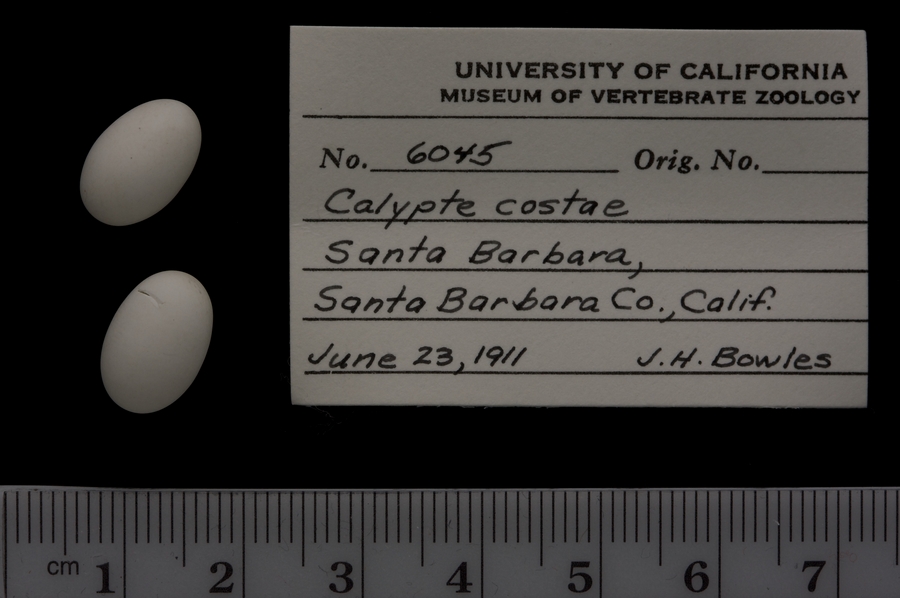 UNIVERSITY OF CALIFORNIA
MUSEUM OF VERTEBRATE ZOOLOGY
No. 6045 Orig. No.
Calypte costae
Santa Barbara,
Santa Barbara Co., Calif.
June 23, 1911 J.H. Bowles
cm 1 2 3 4 5 6 7